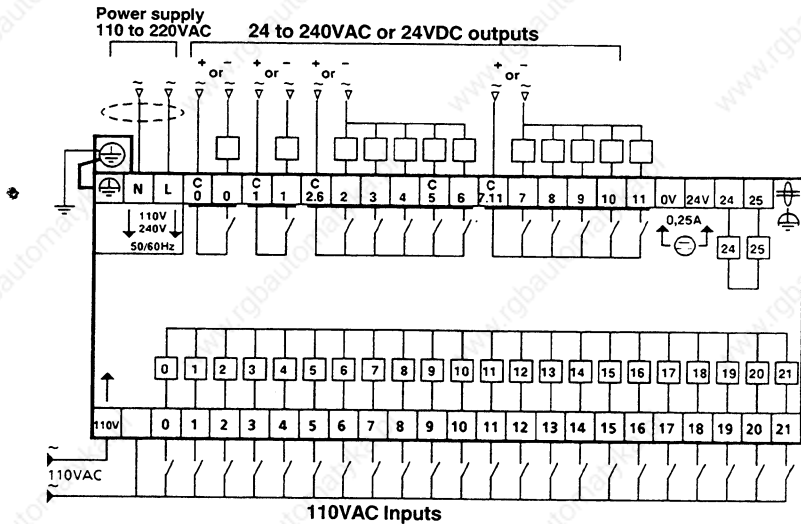 Power supply
110 to 220VAC
24 to 240VAC or 24VDC outputs
+ or − + or − + or − + or −
~ ~ ~ ~ ~ ~ ~ ~ ~ ~
N L C 0 0 C 1 1 C 2.6 2 3 4 C 5 6 C 7.11 7 8 9 10 11 0V 24V 24 25
110V
240V
50/60Hz
0,25A
24 25
0 1 2 3 4 5 6 7 8 9 10 11 12 13 14 15 16 17 18 19 20 21
110V 0 1 2 3 4 5 6 7 8 9 10 11 12 13 14 15 16 17 18 19 20 21
~
110VAC
~
110VAC Inputs
www.rgbautomatyka